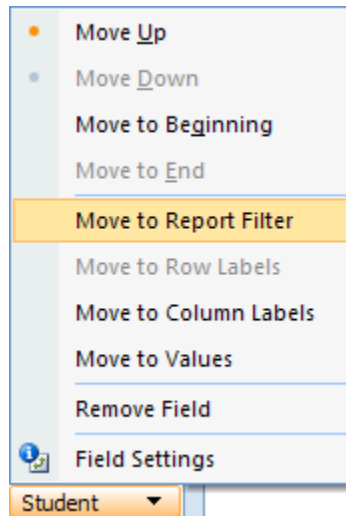 Move Up
Move Down
Move to Beginning
Move to End
Move to Report Filter
Move to Row Labels
Move to Column Labels
Move to Values
Remove Field
Field Settings
Student